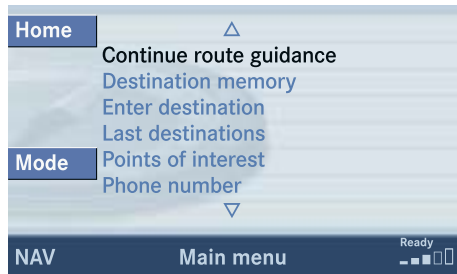 Home
Continue route guidance
Destination memory
Enter destination
Last destinations
Mode
Points of interest
Phone number
NAV
Main menu
Ready